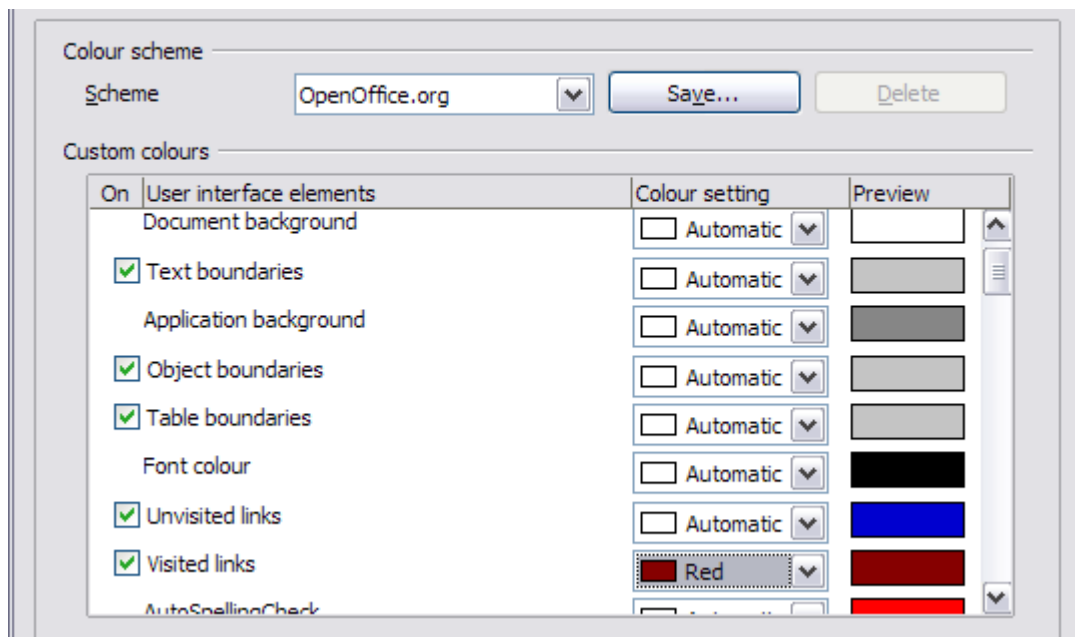 Colour scheme
Scheme OpenOffice.org Save... Delete
Custom colours
On User interface elements Colour setting Preview
Document background Automatic
Text boundaries Automatic
Application background Automatic
Object boundaries Automatic
Table boundaries Automatic
Font colour Automatic
Unvisited links Automatic
Visited links Red
AutoSpellingCheck